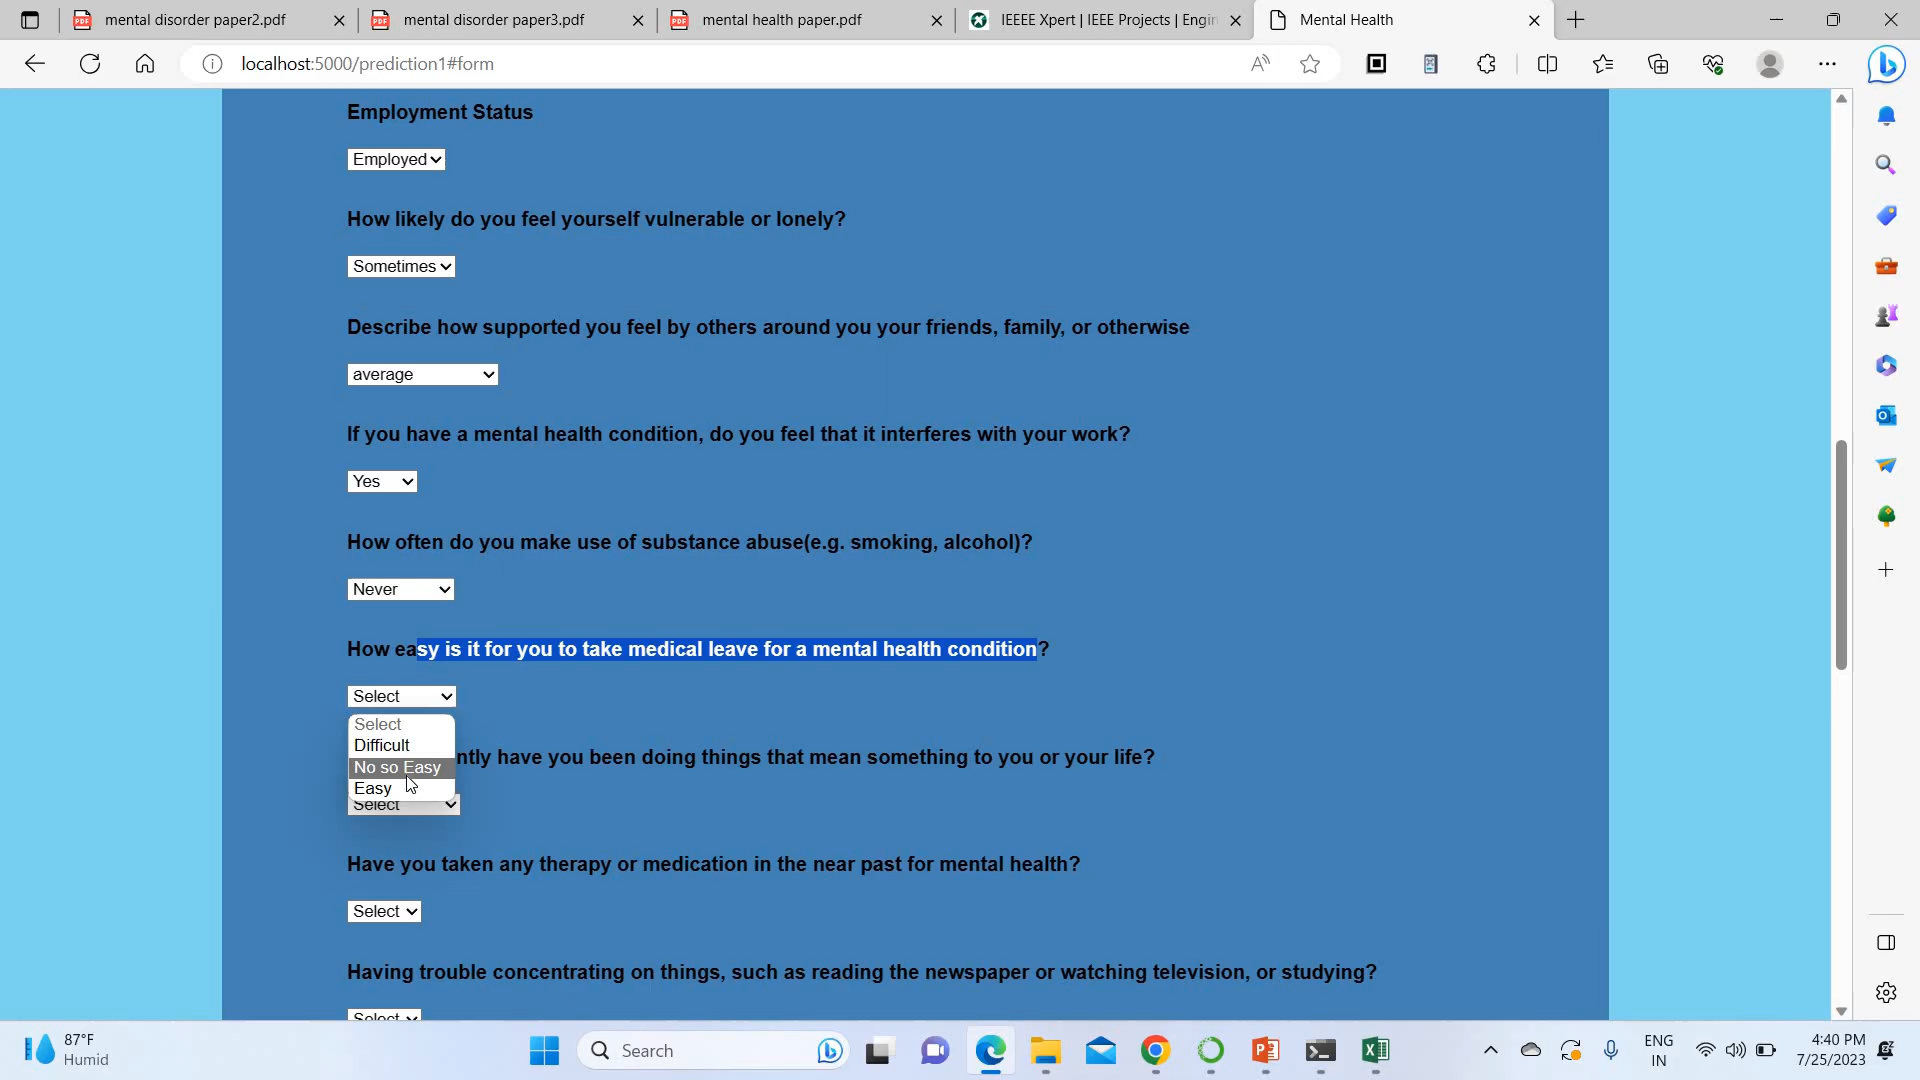 mental disorder paper2.pdf
mental disorder paper3.pdf
mental health paper.pdf
IEEEE Xpert | IEEE Projects | Engin
Mental Health
localhost:5000/prediction1#form
Employment Status
Employed
How likely do you feel yourself vulnerable or lonely?
Sometimes
Describe how supported you feel by others around you your friends, family, or otherwise
average
If you have a mental health condition, do you feel that it interferes with your work?
Yes
How often do you make use of substance abuse(e.g. smoking, alcohol)?
Never
How easy is it for you to take medical leave for a mental health condition?
Select
Select
Difficult
No so Easy
Easy
ntly have you been doing things that mean something to you or your life?
Select
Have you taken any therapy or medication in the near past for mental health?
Select
Having trouble concentrating on things, such as reading the newspaper or watching television, or studying?
Select
87°F
Humid
Search
ENG
IN
4:40 PM
7/25/2023